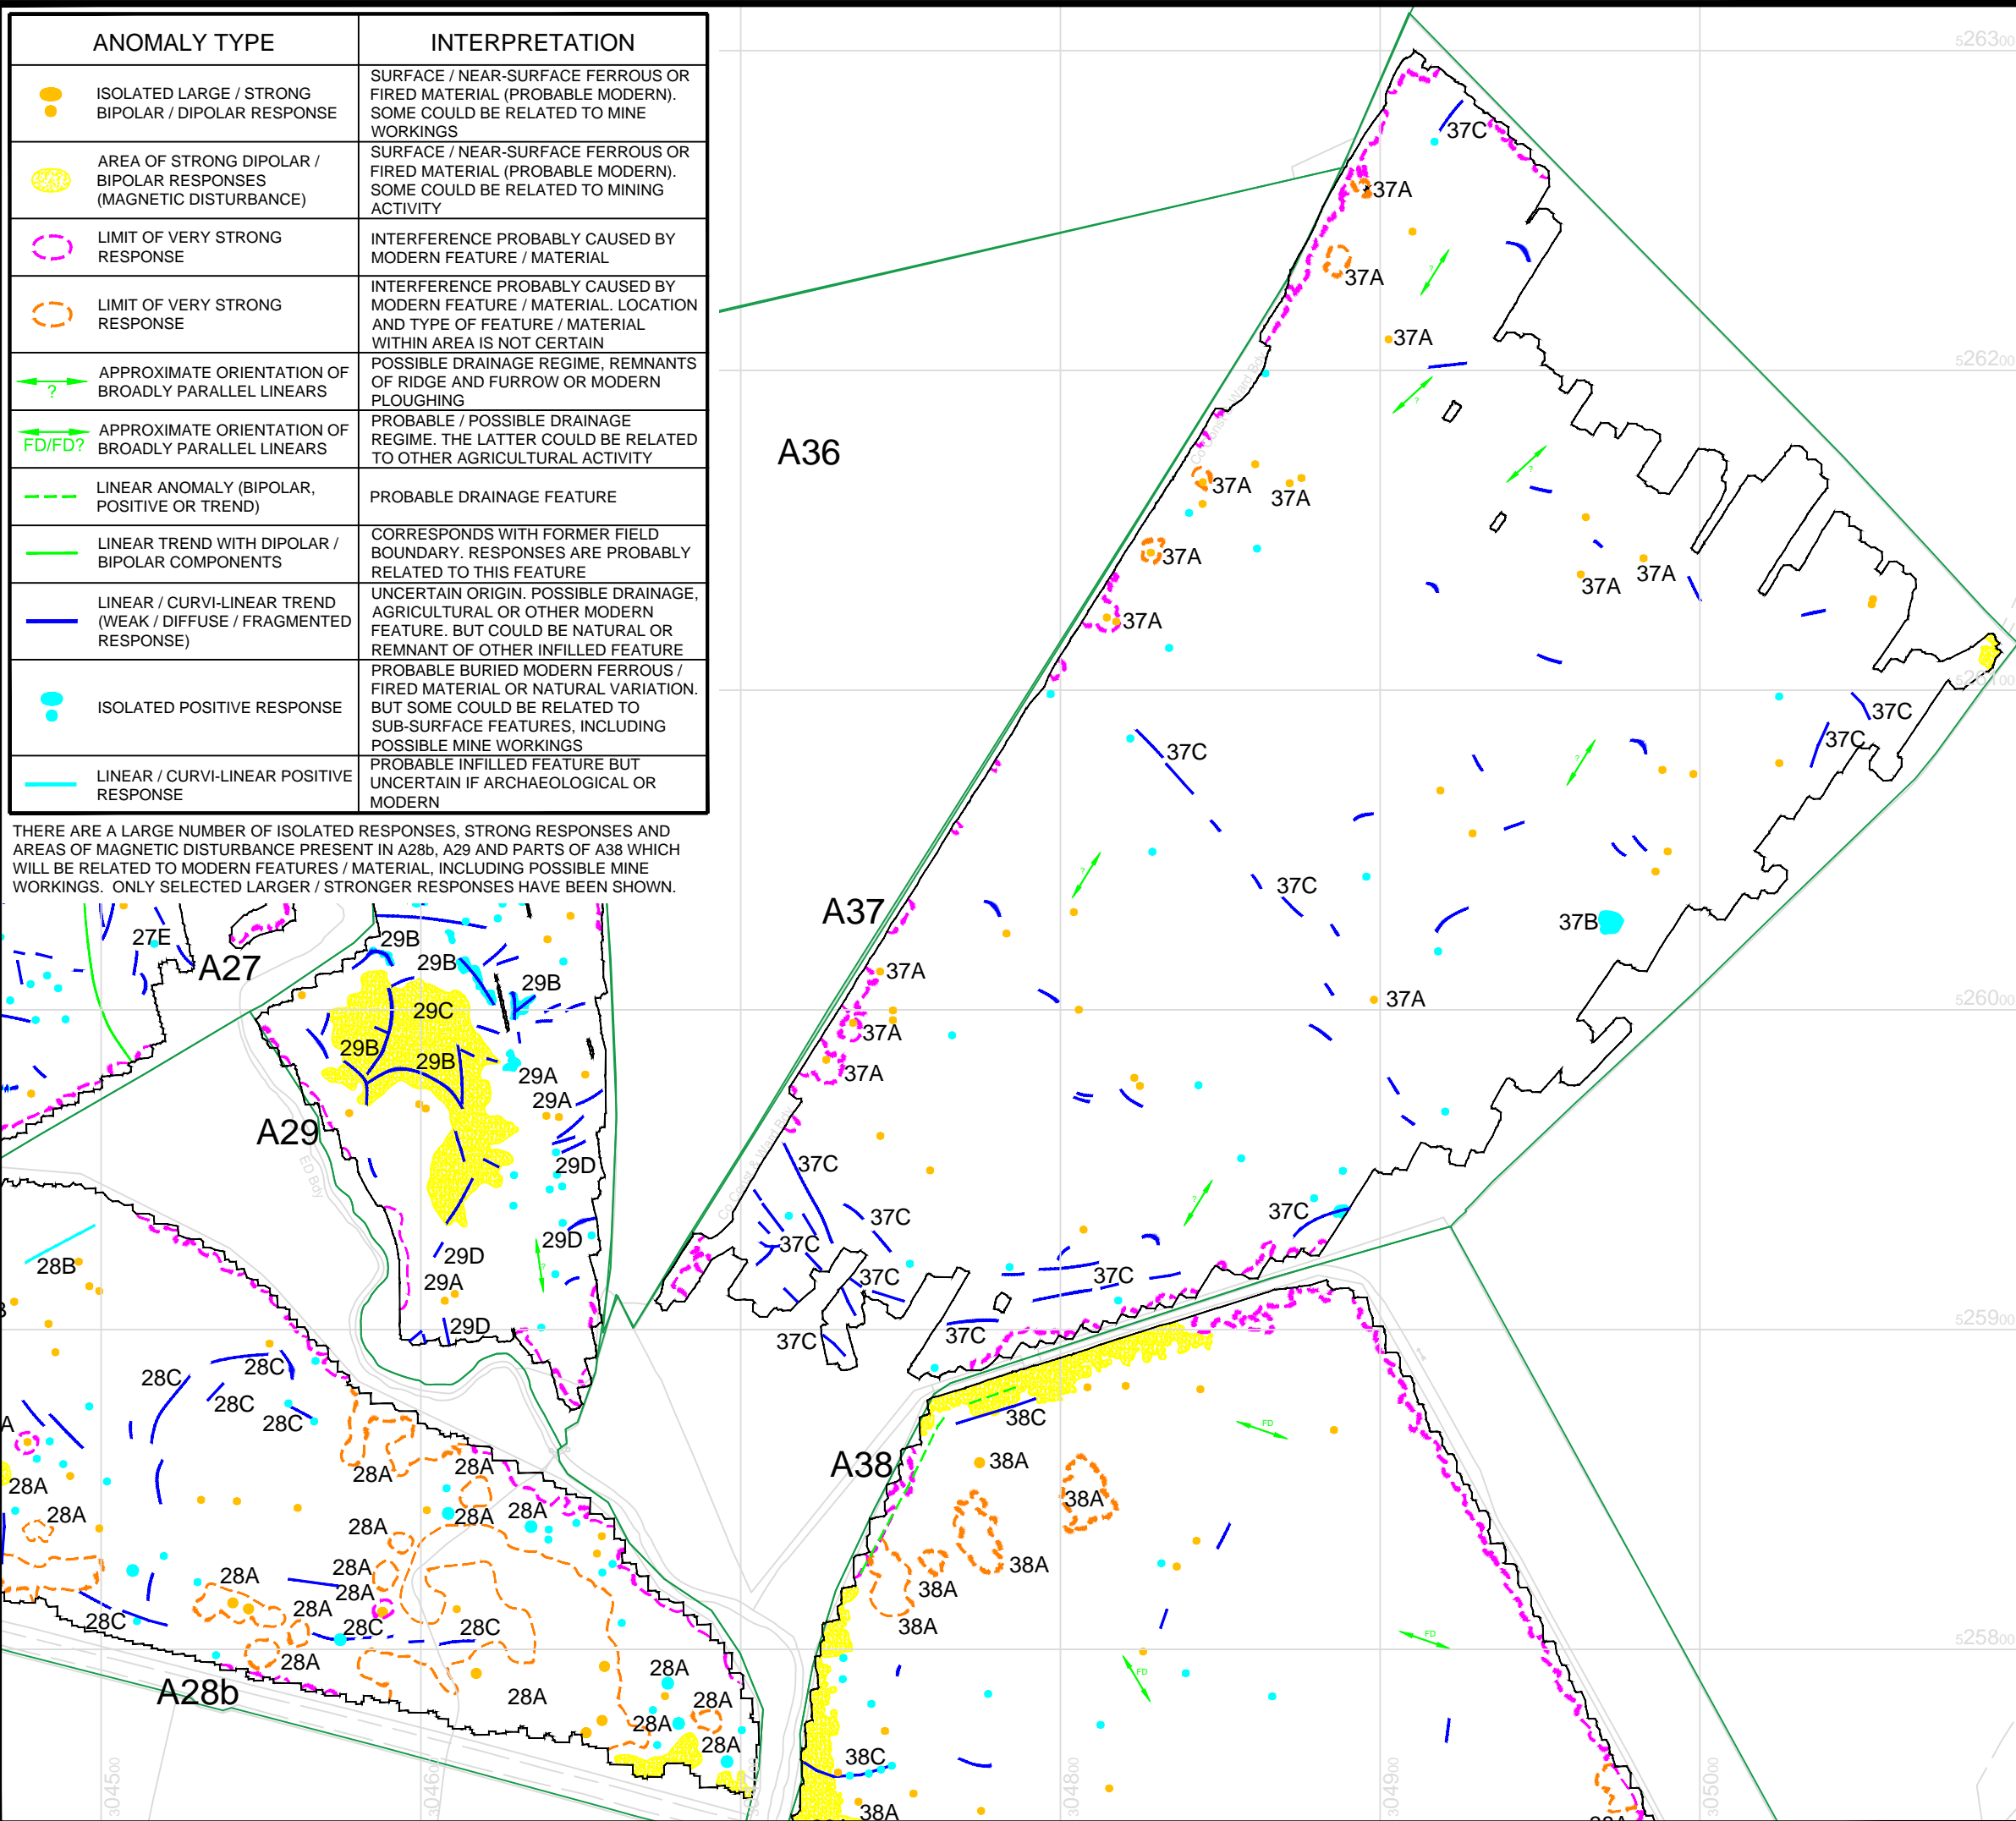 ANOMALY TYPE
INTERPRETATION
ISOLATED LARGE / STRONG
BIPOLAR / DIPOLAR RESPONSE
SURFACE / NEAR-SURFACE FERROUS OR
FIRED MATERIAL (PROBABLE MODERN).
SOME COULD BE RELATED TO MINE
WORKINGS
AREA OF STRONG DIPOLAR /
BIPOLAR RESPONSES
(MAGNETIC DISTURBANCE)
SURFACE / NEAR-SURFACE FERROUS OR
FIRED MATERIAL (PROBABLE MODERN).
SOME COULD BE RELATED TO MINING
ACTIVITY
LIMIT OF VERY STRONG
RESPONSE
INTERFERENCE PROBABLY CAUSED BY
MODERN FEATURE / MATERIAL
LIMIT OF VERY STRONG
RESPONSE
INTERFERENCE PROBABLY CAUSED BY
MODERN FEATURE / MATERIAL. LOCATION
AND TYPE OF FEATURE / MATERIAL
WITHIN AREA IS NOT CERTAIN
?
APPROXIMATE ORIENTATION OF
BROADLY PARALLEL LINEARS
POSSIBLE DRAINAGE REGIME, REMNANTS
OF RIDGE AND FURROW OR MODERN
PLOUGHING
FD/FD?
APPROXIMATE ORIENTATION OF
BROADLY PARALLEL LINEARS
PROBABLE / POSSIBLE DRAINAGE
REGIME. THE LATTER COULD BE RELATED
TO OTHER AGRICULTURAL ACTIVITY
LINEAR ANOMALY (BIPOLAR,
POSITIVE OR TREND)
PROBABLE DRAINAGE FEATURE
LINEAR TREND WITH DIPOLAR /
BIPOLAR COMPONENTS
CORRESPONDS WITH FORMER FIELD
BOUNDARY. RESPONSES ARE PROBABLY
RELATED TO THIS FEATURE
LINEAR / CURVI-LINEAR TREND
(WEAK / DIFFUSE / FRAGMENTED
RESPONSE)
UNCERTAIN ORIGIN. POSSIBLE DRAINAGE,
AGRICULTURAL OR OTHER MODERN
FEATURE. BUT COULD BE NATURAL OR
REMNANT OF OTHER INFILLED FEATURE
ISOLATED POSITIVE RESPONSE
PROBABLE BURIED MODERN FERROUS /
FIRED MATERIAL OR NATURAL VARIATION.
BUT SOME COULD BE RELATED TO
SUB-SURFACE FEATURES, INCLUDING
POSSIBLE MINE WORKINGS
LINEAR / CURVI-LINEAR POSITIVE
RESPONSE
PROBABLE INFILLED FEATURE BUT
UNCERTAIN IF ARCHAEOLOGICAL OR
MODERN
THERE ARE A LARGE NUMBER OF ISOLATED RESPONSES, STRONG RESPONSES AND
AREAS OF MAGNETIC DISTURBANCE PRESENT IN A28b, A29 AND PARTS OF A38 WHICH
WILL BE RELATED TO MODERN FEATURES / MATERIAL, INCLUDING POSSIBLE MINE
WORKINGS. ONLY SELECTED LARGER / STRONGER RESPONSES HAVE BEEN SHOWN.
526300
37C
37A
?
37A
37A
526200
?
A36
?
37A
37A
37A
37A
37A
37A
526100
37C
37C
37C
?
?
37C
A37
37B
37A
37A
526000
37A
37A
37C
37C
?
37C
37C
37C
37C
37C
37C
525900
27E
A27
29B
29B
29B
29C
29B
29B
29A
29A
A29
ED Bdy
29D
29D
29D
29A
29D
28B
28C
28C
28C
28C
A
28A
28A
28A
28A
28A
28A
28A
28A
28A
28A
28A
28C
28A
28C
28C
28A
28A
28A
28A
28A
28A
A28b
38C
FD
A38
38A
38A
38A
38A
38A
FD
FD
525800
38C
38A
304500
304800
304900
305000